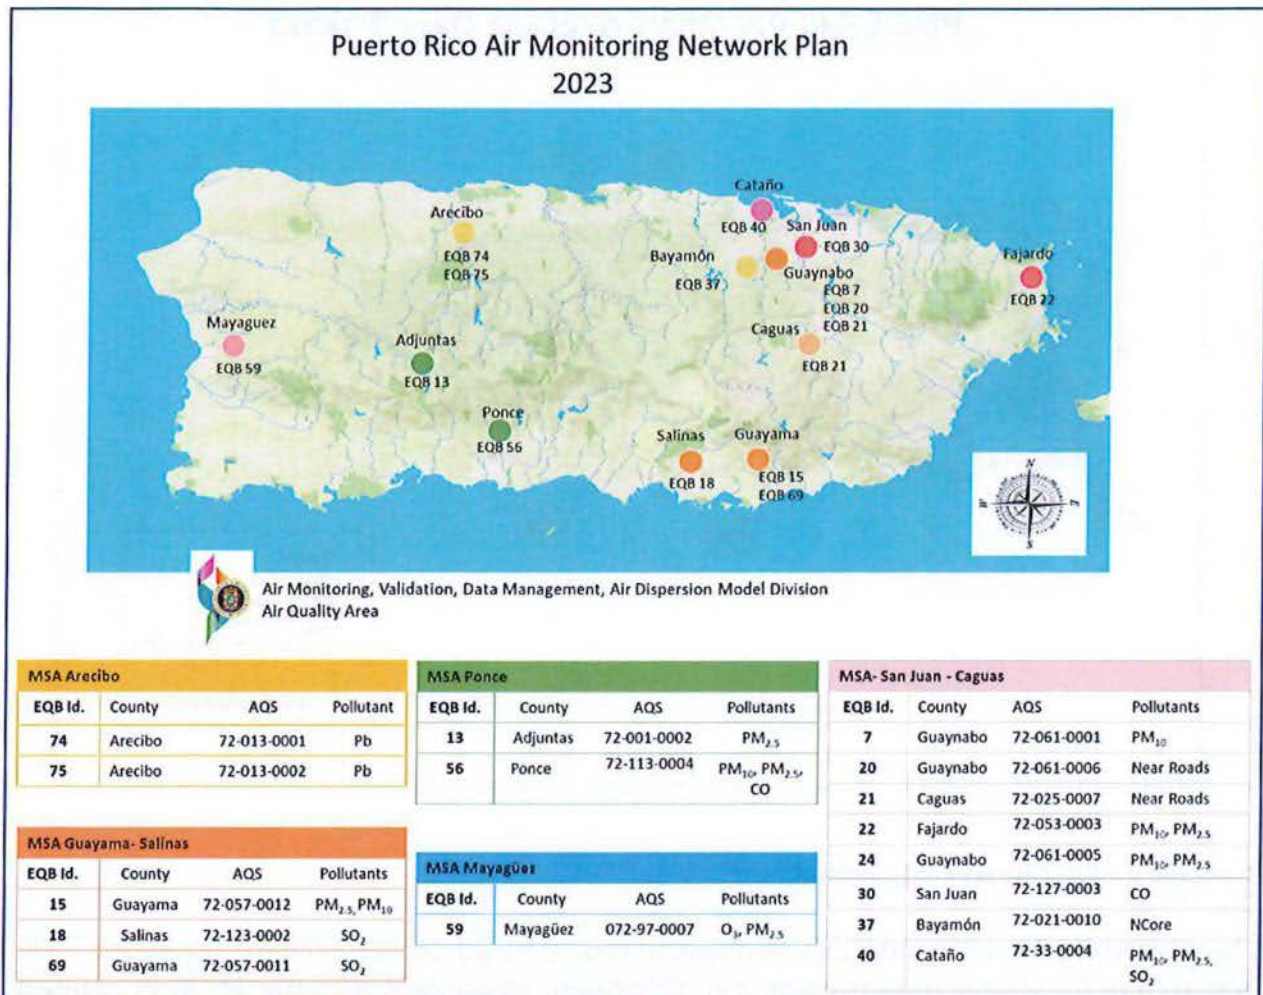 Puerto Rico Air Monitoring Network Plan
2023
Cataño
EQB 40
San Juan
EQB 30
Arecibo
EQB 74
EQB 75
Bayamón
EQB 37
Guaynabo
EQB 7
EQB 20
EQB 21
Fajardo
EQB 22
Mayaguez
EQB 59
Adjuntas
EQB 13
Caguas
EQB 21
Ponce
EQB 56
Salinas
EQB 18
Guayama
EQB 15
EQB 69
N
W
E
S
Air Monitoring, Validation, Data Management, Air Dispersion Model Division
Air Quality Area
MSA Arecibo
EQB Id. County AQS Pollutant
74 Arecibo 72-013-0001 Pb
75 Arecibo 72-013-0002 Pb
MSA Guayama- Salinas
EQB Id. County AQS Pollutants
15 Guayama 72-057-0012 PM2.5, PM10
18 Salinas 72-123-0002 SO2
69 Guayama 72-057-0011 SO2
MSA Ponce
EQB Id. County AQS Pollutants
13 Adjuntas 72-001-0002 PM2.5
56 Ponce 72-113-0004 PM10, PM2.5,
CO
MSA Mayagüez
EQB Id. County AQS Pollutants
59 Mayagüez 072-97-0007 O3, PM2.5
MSA- San Juan - Caguas
EQB Id. County AQS Pollutants
7 Guaynabo 72-061-0001 PM10
20 Guaynabo 72-061-0006 Near Roads
21 Caguas 72-025-0007 Near Roads
22 Fajardo 72-053-0003 PM10, PM2.5
24 Guaynabo 72-061-0005 PM10, PM2.5
30 San Juan 72-127-0003 CO
37 Bayamón 72-021-0010 NCore
40 Cataño 72-33-0004 PM10, PM2.5,
SO2